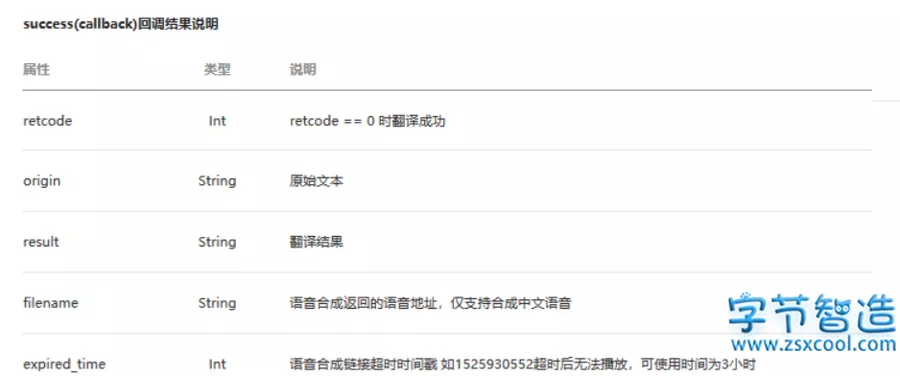 success(callback)回调结果说明
属性 类型 说明
retcode Int retcode == 0 时翻译成功
origin String 原始文本
result String 翻译结果
filename String 语音合成返回的语音地址，仅支持合成中文语音
expired_time Int 语音合成链接超时时间戳 如1525930552超时后无法播放，可使用时间为3小时
字节智造
www.zsxcool.com